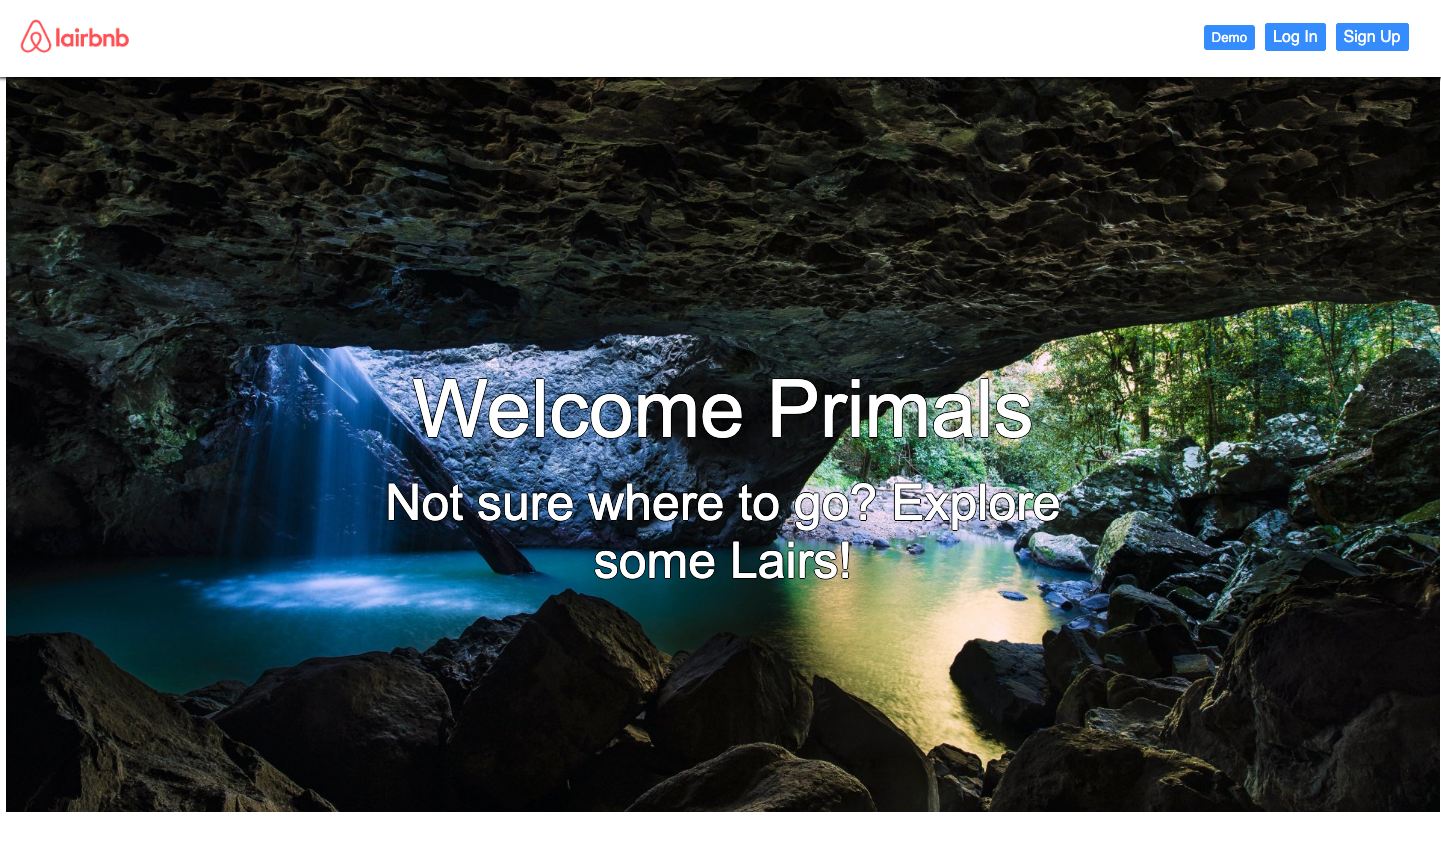 lairbnb
Demo
Log In
Sign Up
Welcome Primals
Not sure where to go? Explore
some Lairs!